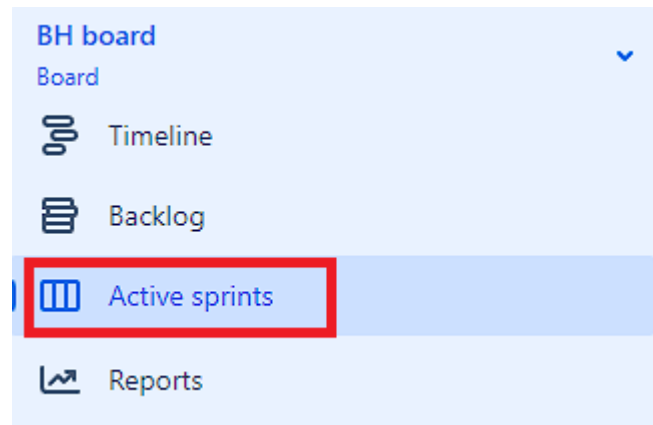 BH board
Board
Timeline
Backlog
Active sprints
Reports